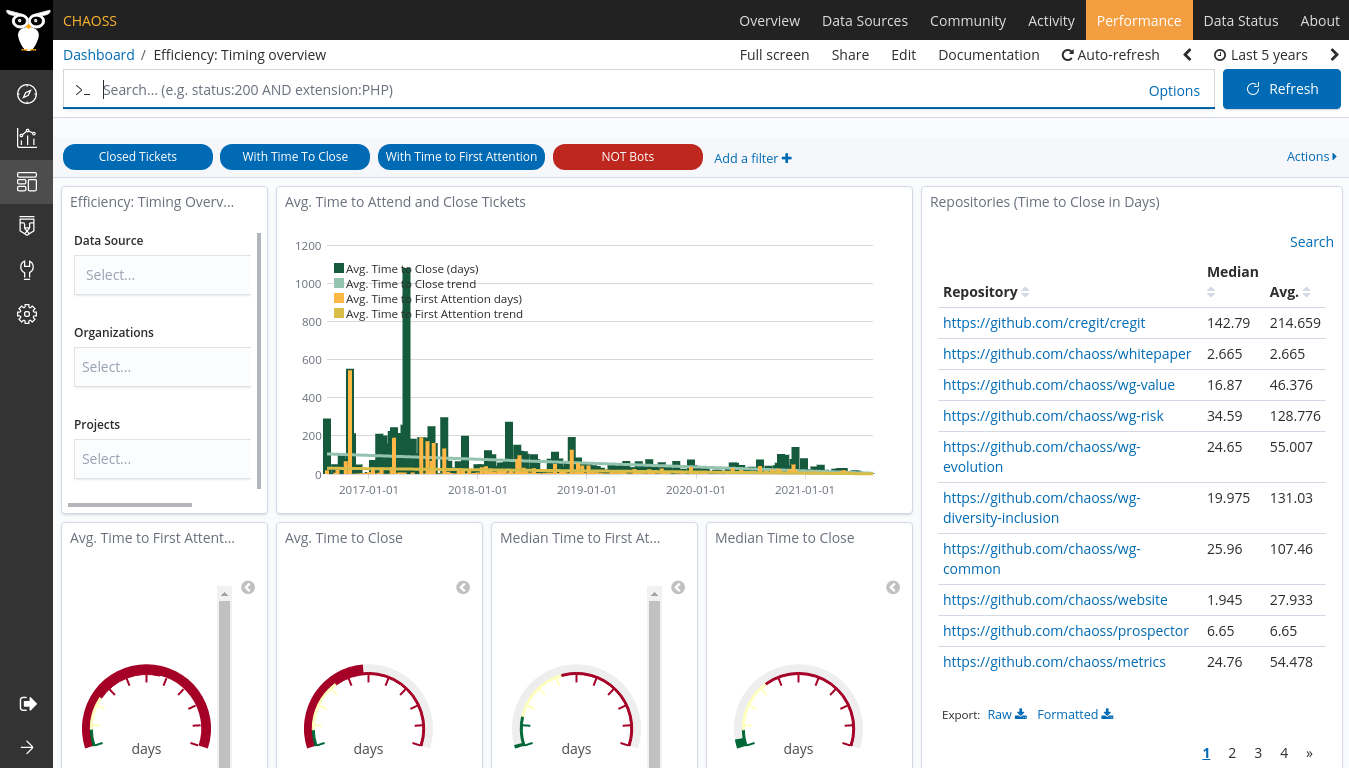 CHAOSS Overview Data Sources Community Activity Performance Data Status About
Dashboard / Efficiency: Timing overview Full screen Share Edit Documentation Auto-refresh Last 5 years
>_ Search... (e.g. status:200 AND extension:PHP) Options Refresh
Closed Tickets With Time To Close With Time to First Attention NOT Bots Add a filter Actions
Efficiency: Timing Overv...
Data Source
Select...
Organizations
Select...
Projects
Select...
Avg. Time to Attend and Close Tickets
1200
1000
800
600
400
200
0
Avg. Time to Close (days)
Avg. Time to Close trend
Avg. Time to First Attention days)
Avg. Time to First Attention trend
2017-01-01 2018-01-01 2019-01-01 2020-01-01 2021-01-01
Repositories (Time to Close in Days)
Search
Repository Median Avg.
https://github.com/cregit/cregit 142.79 214.659
https://github.com/chaoss/whitepaper 2.665 2.665
https://github.com/chaoss/wg-value 16.87 46.376
https://github.com/chaoss/wg-risk 34.59 128.776
https://github.com/chaoss/wg- 24.65 55.007
evolution
https://github.com/chaoss/wg- 19.975 131.03
diversity-inclusion
https://github.com/chaoss/wg- 25.96 107.46
common
https://github.com/chaoss/website 1.945 27.933
https://github.com/chaoss/prospector 6.65 6.65
https://github.com/chaoss/metrics 24.76 54.478
Export: Raw Formatted
1 2 3 4 »
Avg. Time to First Attent...
days
Avg. Time to Close
days
Median Time to First At...
days
Median Time to Close
days